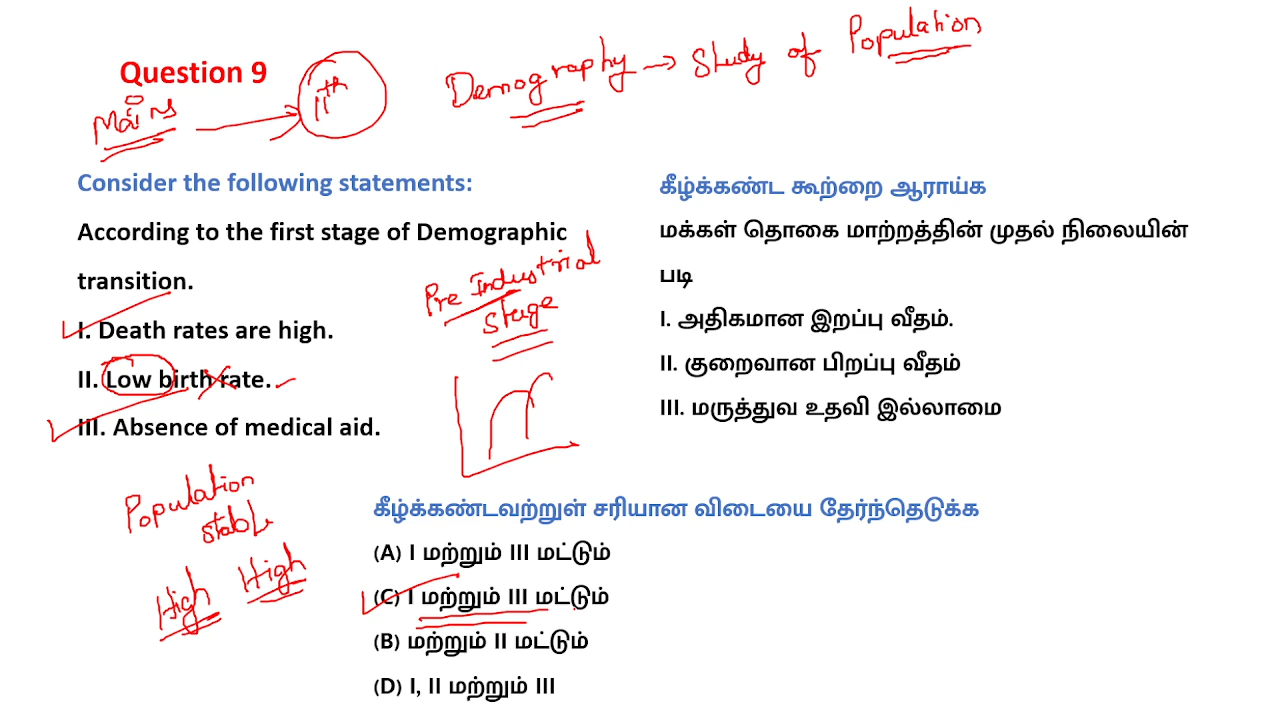 Question 9
Mains
11th
Demography → Study of Population
Consider the following statements:
According to the first stage of Demographic
transition.
I. Death rates are high.
II. Low birth rate.
III. Absence of medical aid.
Pre Industrial
Stage
Population
stable
High High
கீழ்க்கண்ட கூற்றை ஆராய்க
மக்கள் தொகை மாற்றத்தின் முதல் நிலையின்
படி
I. அதிகமான இறப்பு வீதம்.
II. குறைவான பிறப்பு வீதம்
III. மருத்துவ உதவி இல்லாமை
கீழ்க்கண்டவற்றுள் சரியான விடையை தேர்ந்தெடுக்க
(A) I மற்றும் III மட்டும்
(C) I மற்றும் III மட்டும்
(B) மற்றும் II மட்டும்
(D) I, II மற்றும் III